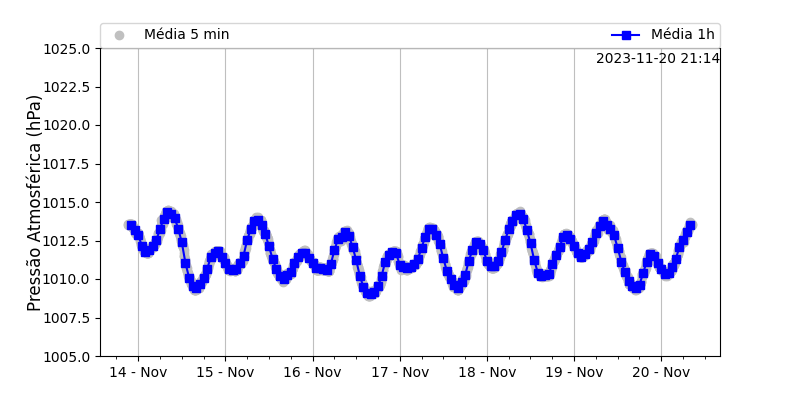 Média 5 min
Média 1h
2023-11-20 21:14
Pressão Atmosférica (hPa)
1025.0
1022.5
1020.0
1017.5
1015.0
1012.5
1010.0
1007.5
1005.0
14 - Nov
15 - Nov
16 - Nov
17 - Nov
18 - Nov
19 - Nov
20 - Nov